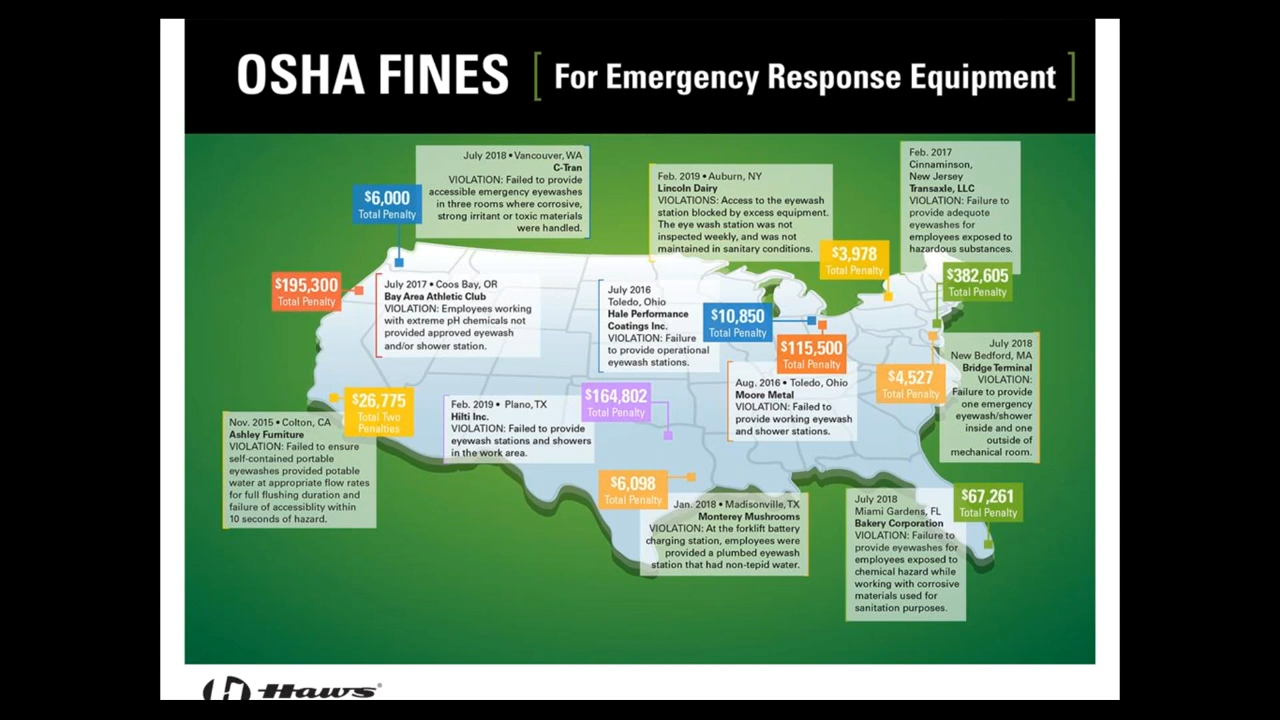 OSHA FINES [ For Emergency Response Equipment ]
July 2018 • Vancouver, WA
C-Tran
VIOLATION: Failed to provide
accessible emergency eyewashes
in three rooms where corrosive,
strong irritant or toxic materials
were handled.
$6,000
Total Penalty
Feb. 2019 • Auburn, NY
Lincoln Dairy
VIOLATIONS: Access to the eyewash
station blocked by excess equipment.
The eye wash station was not
inspected weekly, and was not
maintained in sanitary conditions.
$3,978
Total Penalty
Feb. 2017
Cinnaminson,
New Jersey
Transaxle, LLC
VIOLATION: Failure to
provide adequate
eyewashes for
employees exposed to
hazardous substances.
$382,605
Total Penalty
$195,300
Total Penalty
July 2017 • Coos Bay, OR
Bay Area Athletic Club
VIOLATION: Employees working
with extreme pH chemicals not
provided approved eyewash
and/or shower station.
July 2016
Toledo, Ohio
Hale Performance
Coatings Inc.
VIOLATION: Failure
to provide operational
eyewash stations.
$10,850
Total Penalty
$115,500
Total Penalty
Aug. 2016 • Toledo, Ohio
Moore Metal
VIOLATION: Failed to
provide working eyewash
and shower stations.
$4,527
Total Penalty
July 2018
New Bedford, MA
Bridge Terminal
VIOLATION:
Failure to provide
one emergency
eyewash/shower
inside and one
outside of
mechanical room.
$26,775
Total Two
Penalties
Nov. 2015 • Colton, CA
Ashley Furniture
VIOLATION: Failed to ensure
self-contained portable
eyewashes provided potable
water at appropriate flow rates
for full flushing duration and
failure of accessiblity within
10 seconds of hazard.
Feb. 2019 • Plano, TX
Hilti Inc.
VIOLATION: Failed to provide
eyewash stations and showers
in the work area.
$164,802
Total Penalty
$6,098
Total Penalty
Jan. 2018 • Madisonville, TX
Monterey Mushrooms
VIOLATION: At the forklift battery
charging station, employees were
provided a plumbed eyewash
station that had non-tepid water.
July 2018
Miami Gardens, FL
Bakery Corporation
VIOLATION: Failure to
provide eyewashes for
employees exposed to
chemical hazard while
working with corrosive
materials used for
sanitation purposes.
$67,261
Total Penalty
Haws®